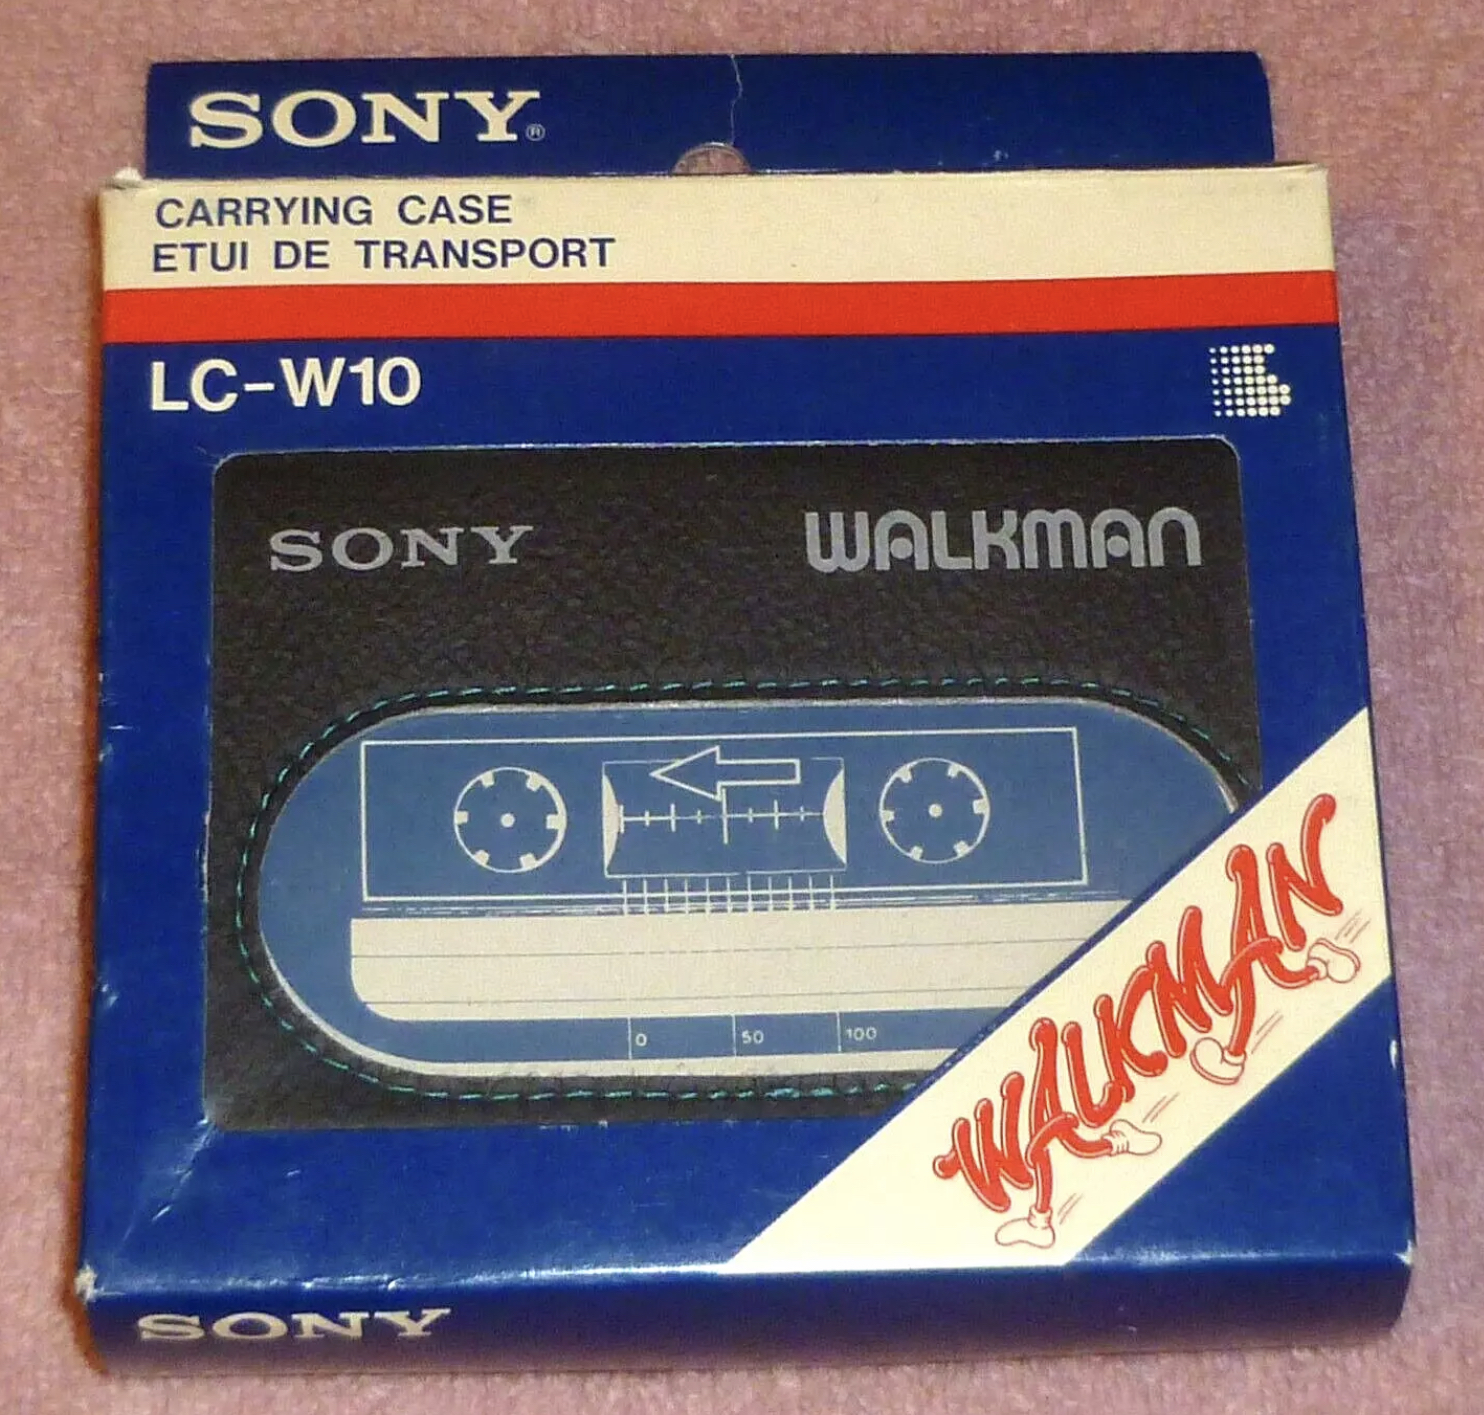 SONY®
CARRYING CASE
ETUI DE TRANSPORT
LC-W10
SONY WALKMAN
0 50 100
WALKMAN
SONY